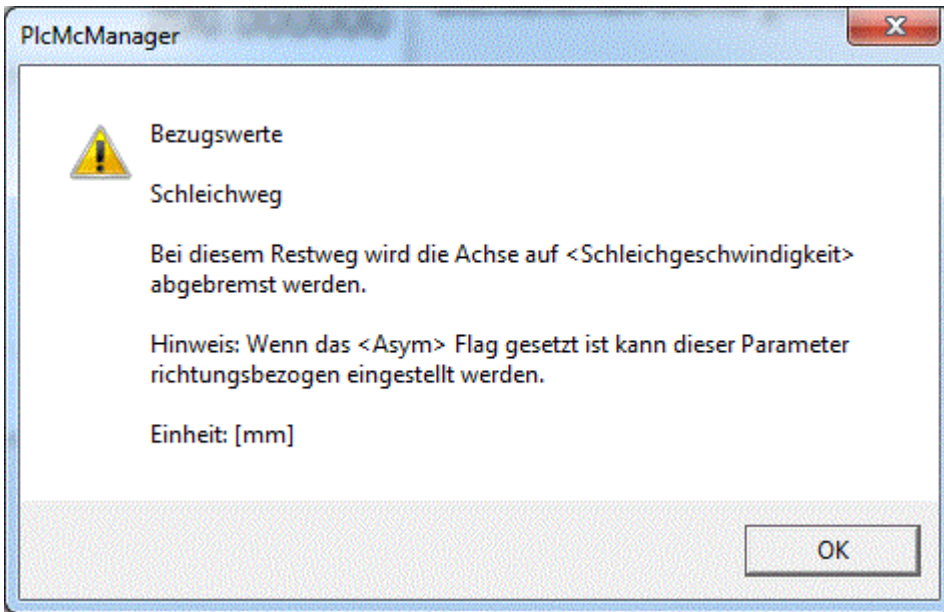 PlcMcManager
Bezugswerte
Schleichweg
Bei diesem Restweg wird die Achse auf <Schleichgeschwindigkeit>
abgebremst werden.
Hinweis: Wenn das <Asym> Flag gesetzt ist kann dieser Parameter
richtungsbezogen eingestellt werden.
Einheit: [mm]
OK